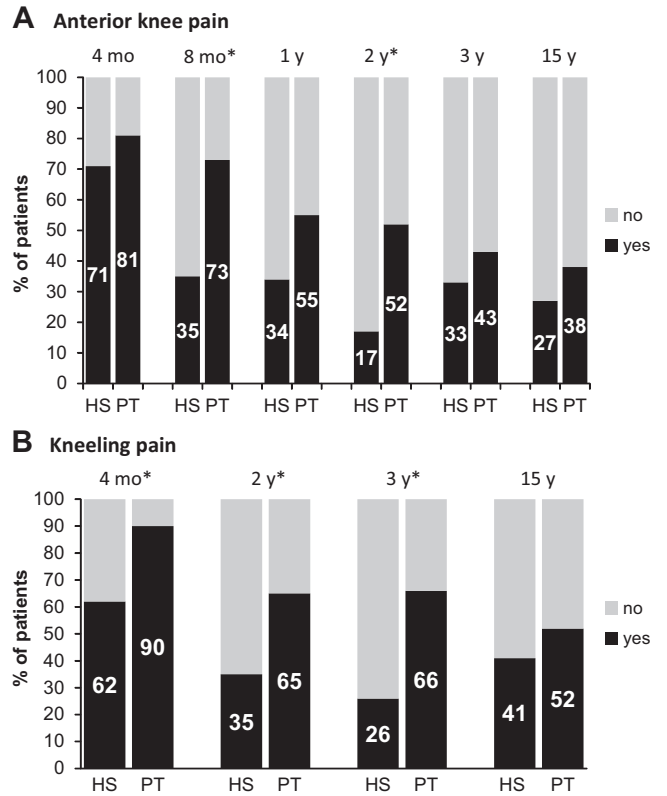 A Anterior knee pain
4 mo 8 mo* 1 y 2 y* 3 y 15 y
100
90
80
70
60
50
40
30
20
10
0
% of patients
71 81 35 73 34 55 17 52 33 43 27 38
no
yes
HS PT HS PT HS PT HS PT HS PT HS PT
B Kneeling pain
4 mo* 2 y* 3 y* 15 y
100
90
80
70
60
50
40
30
20
10
0
% of patients
62 90 35 65 26 66 41 52
no
yes
HS PT HS PT HS PT HS PT